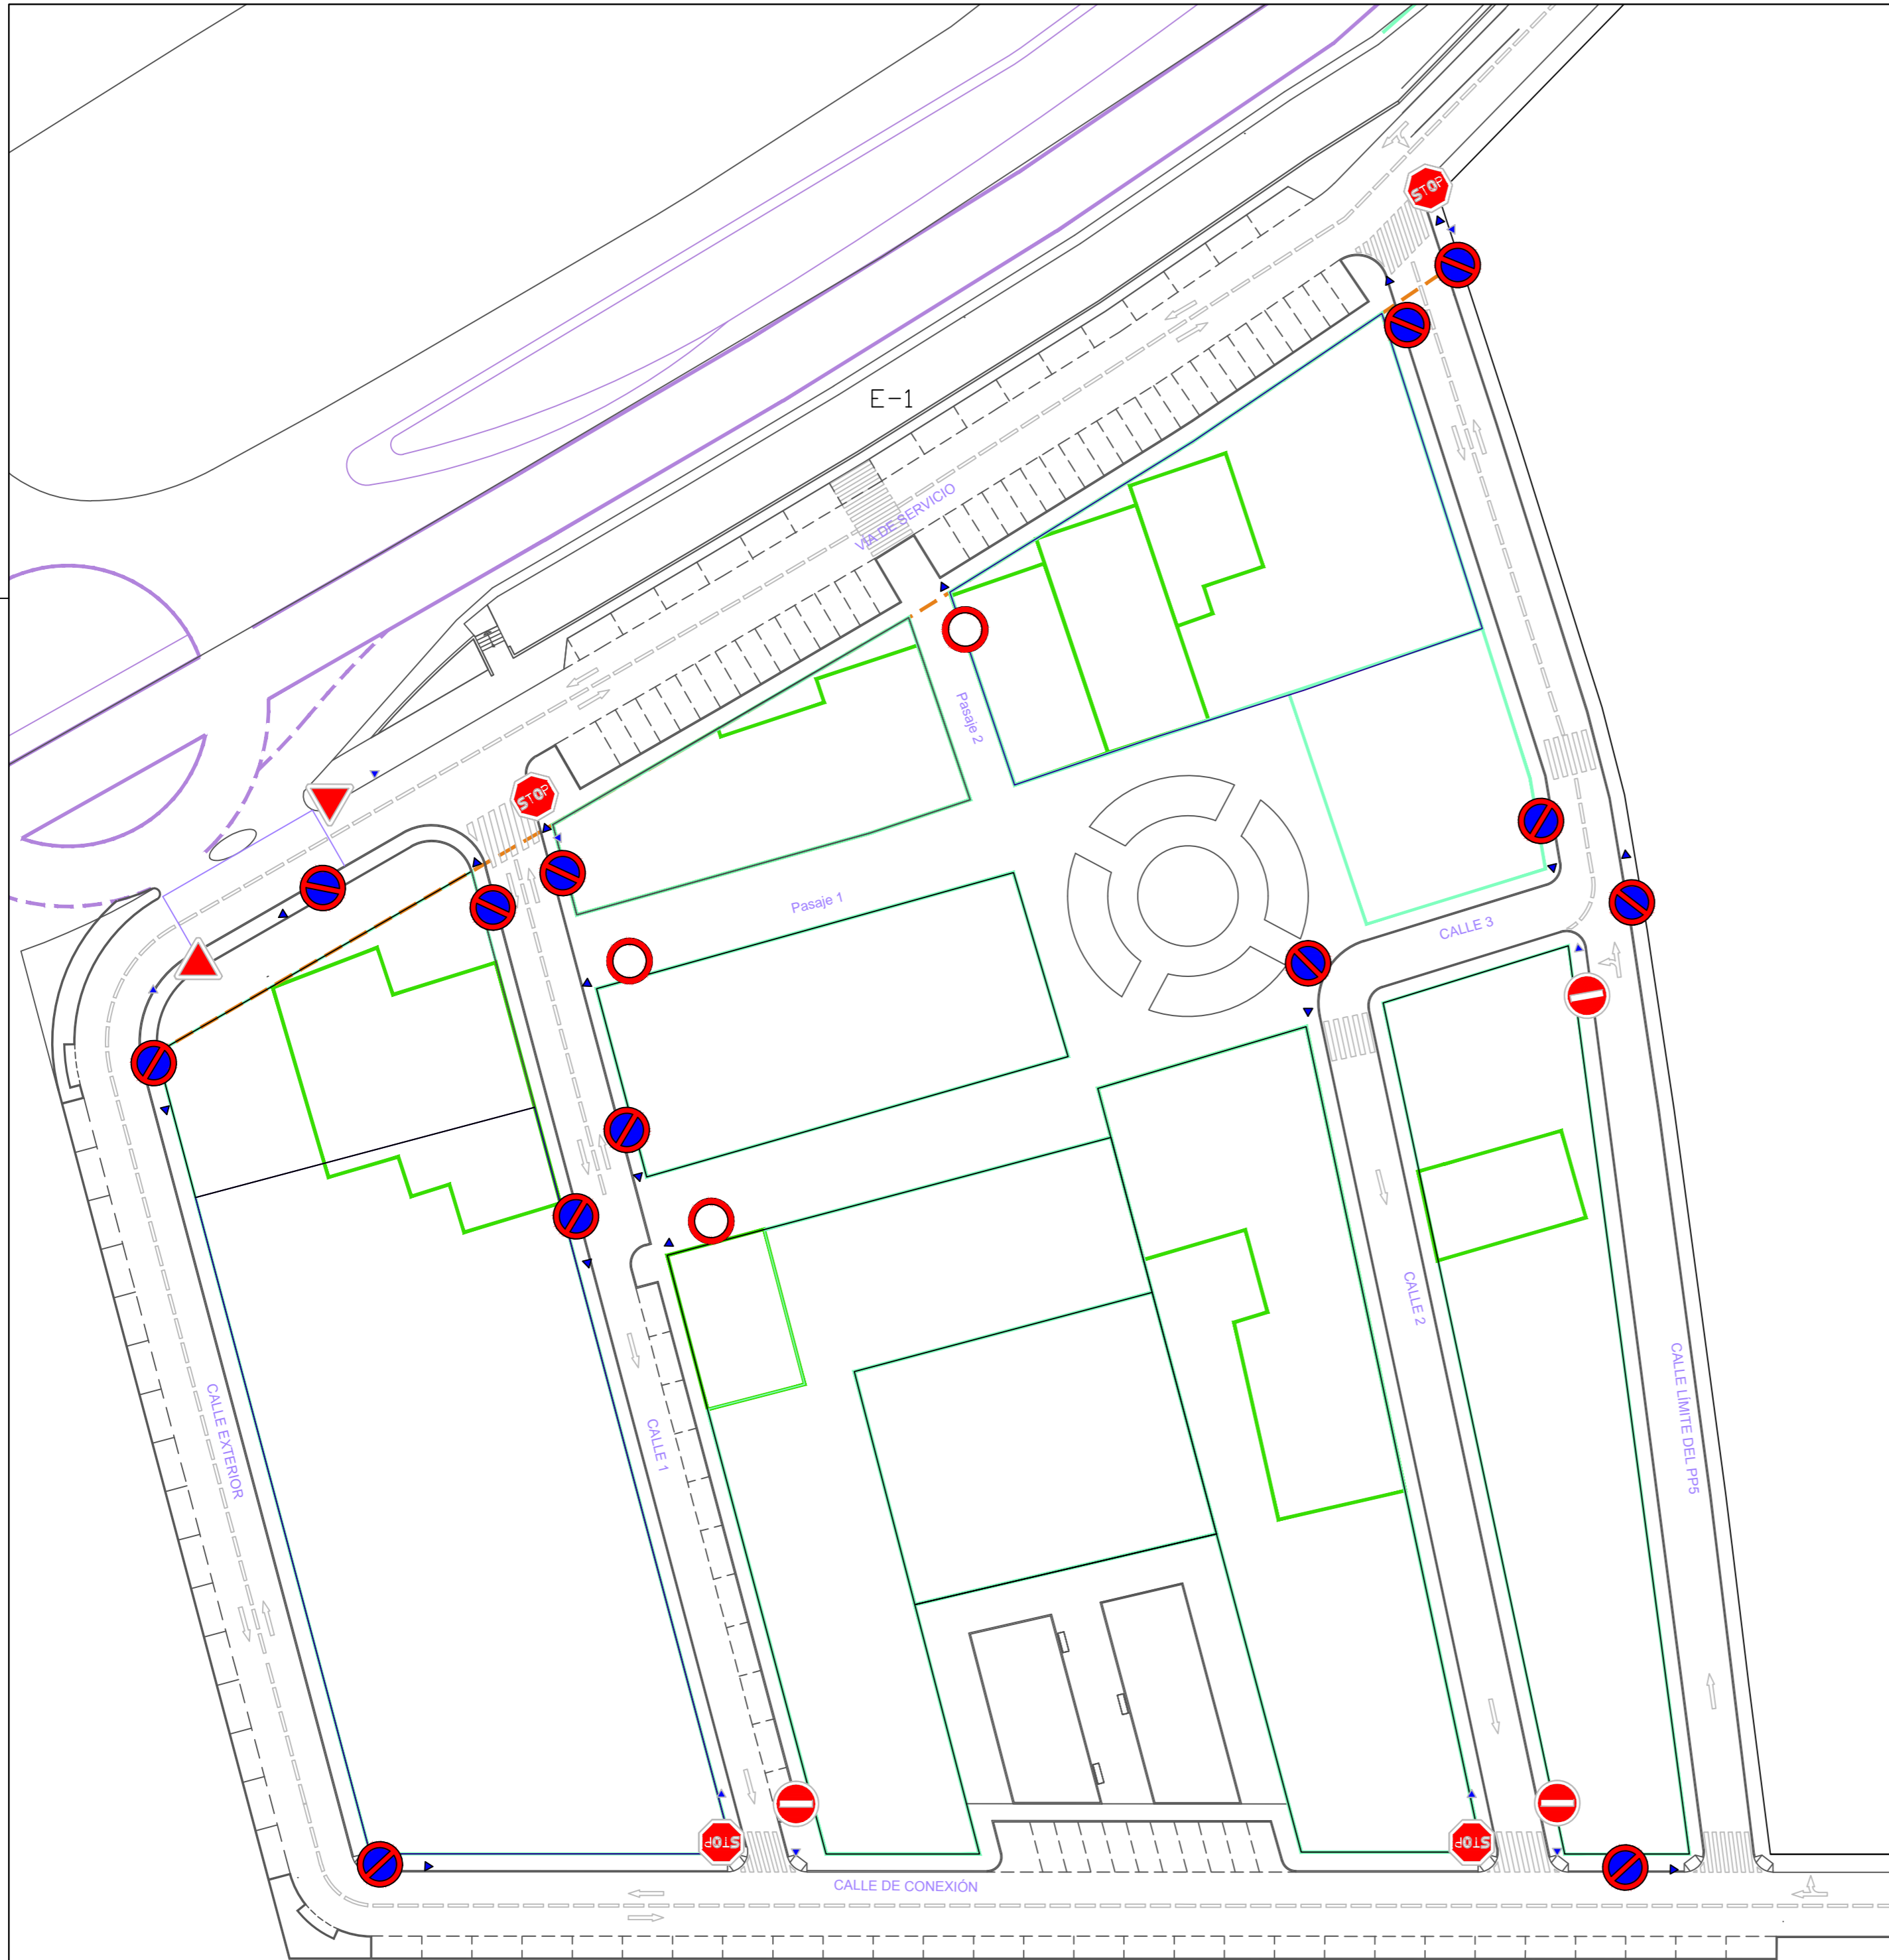 STOP
E-1
VIA DE SERVICIO
Pasaje 2
STOP
Pasaje 1
CALLE 3
CALLE 2
CALLE LÍMITE DEL PP5
CALLE EXTERIOR
CALLE 1
STOP
STOP
CALLE DE CONEXIÓN